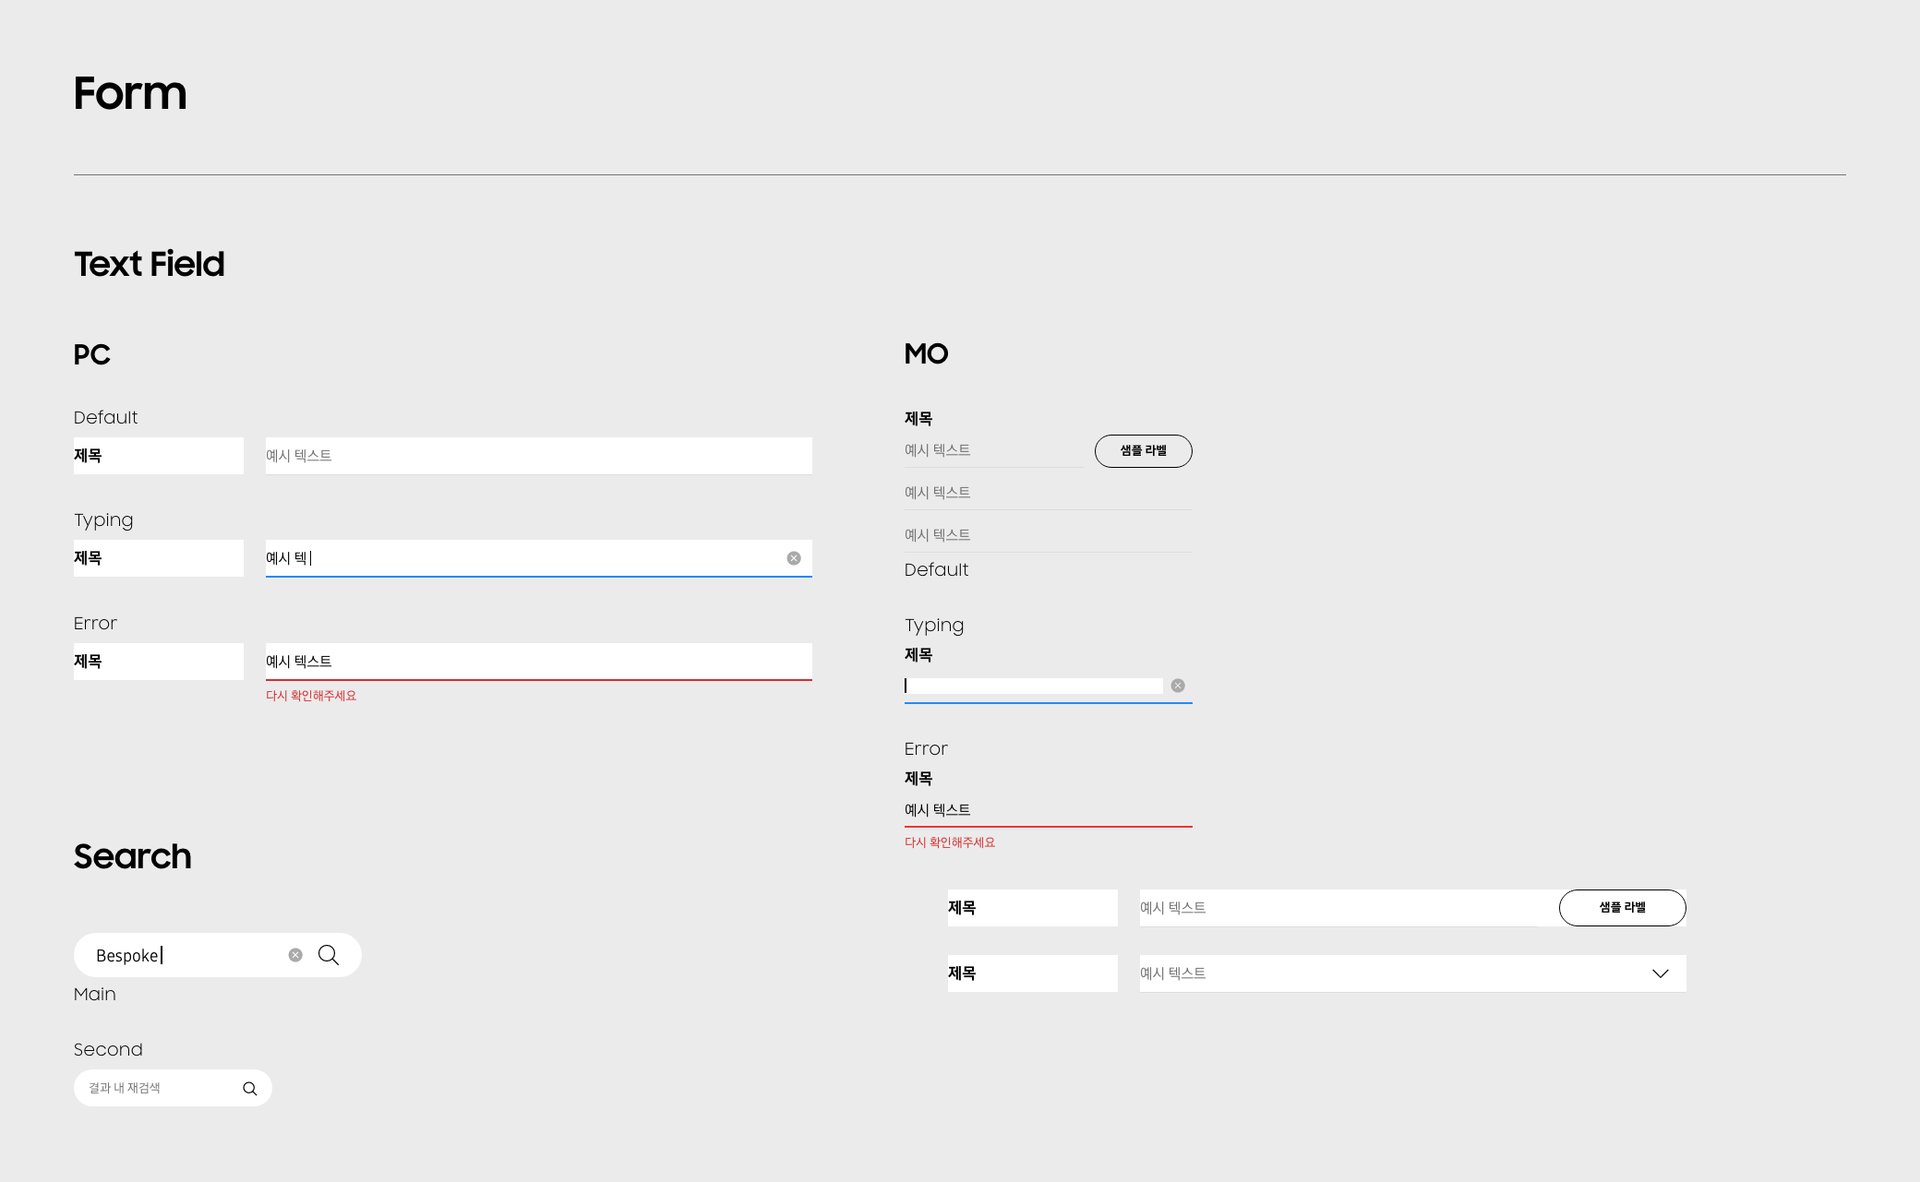 Form
Text Field
PC
Default
제목
예시 텍스트
Typing
제목
예시 텍
Error
제목
예시 텍스트
다시 확인해주세요
MO
제목
예시 텍스트
샘플 라벨
예시 텍스트
예시 텍스트
Default
Typing
제목
Error
제목
예시 텍스트
다시 확인해주세요
제목
예시 텍스트
샘플 라벨
제목
예시 텍스트
Search
Bespoke
Main
Second
결과 내 재검색